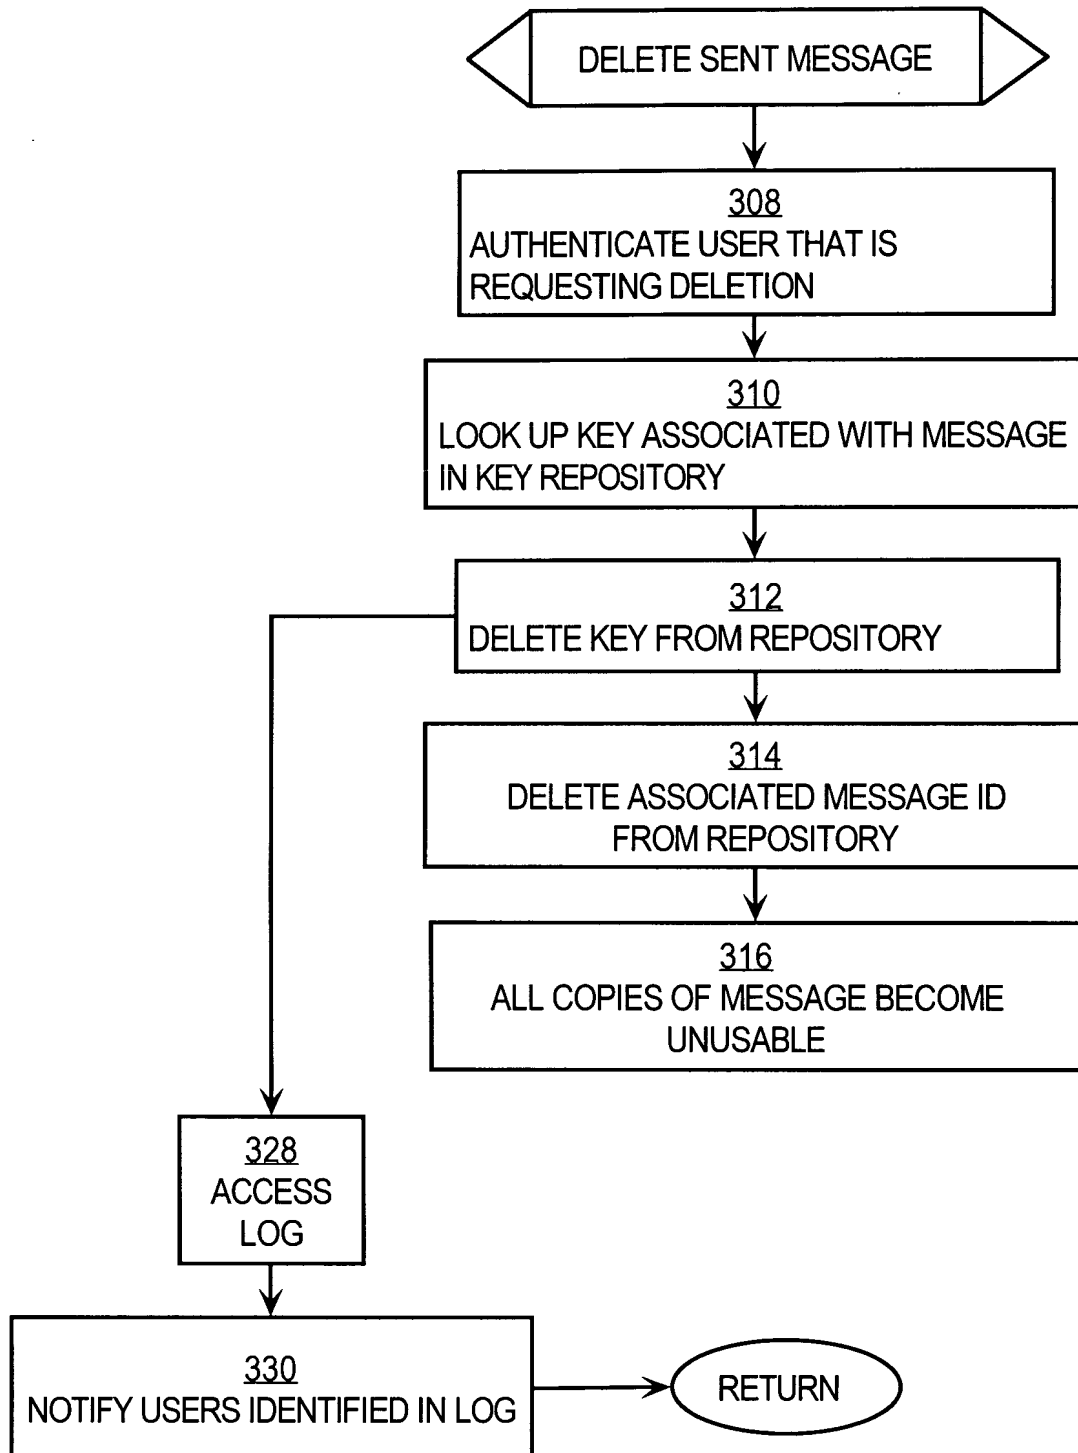 DELETE SENT MESSAGE
308
AUTHENTICATE USER THAT IS
REQUESTING DELETION
310
LOOK UP KEY ASSOCIATED WITH MESSAGE
IN KEY REPOSITORY
312
DELETE KEY FROM REPOSITORY
314
DELETE ASSOCIATED MESSAGE ID
FROM REPOSITORY
316
ALL COPIES OF MESSAGE BECOME
UNUSABLE
328
ACCESS
LOG
330
NOTIFY USERS IDENTIFIED IN LOG
RETURN